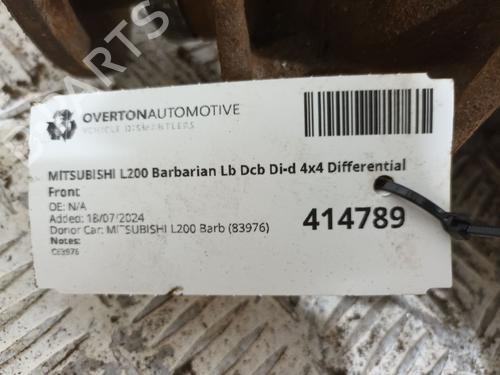 OVERTONAUTOMOTIVE
VEHICLE DISMANTLERS
MITSUBISHI L200 Barbarian Lb Dcb Di-d 4x4 Differential
Front
OE: N/A
Added: 18/07/2024
Donor Car: MITSUBISHI L200 Barb (83976)
Notes:
C83976
414789